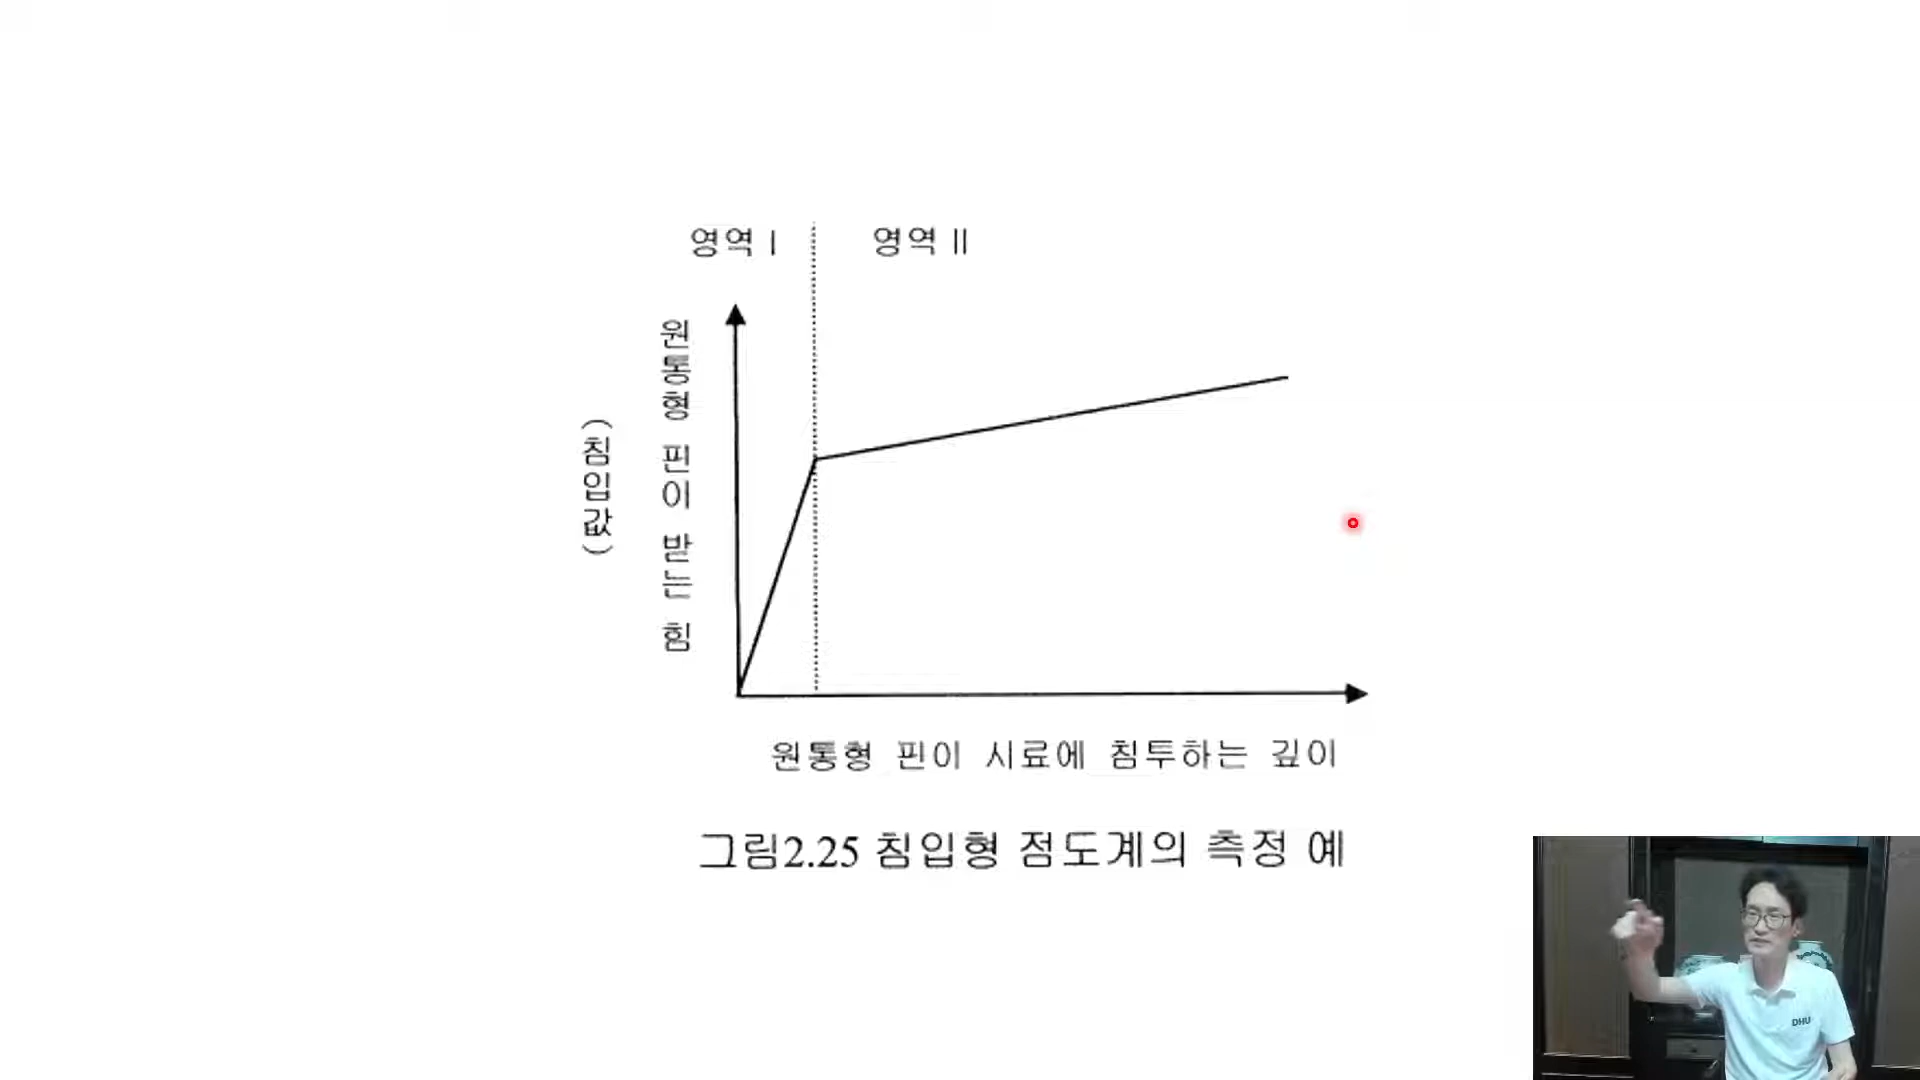 영역 I
영역 II
(침입값)
원통형 핀이 받는 힘
원통형 핀이 시료에 침투하는 깊이
그림2.25 침입형 점도계의 측정 예
DHU